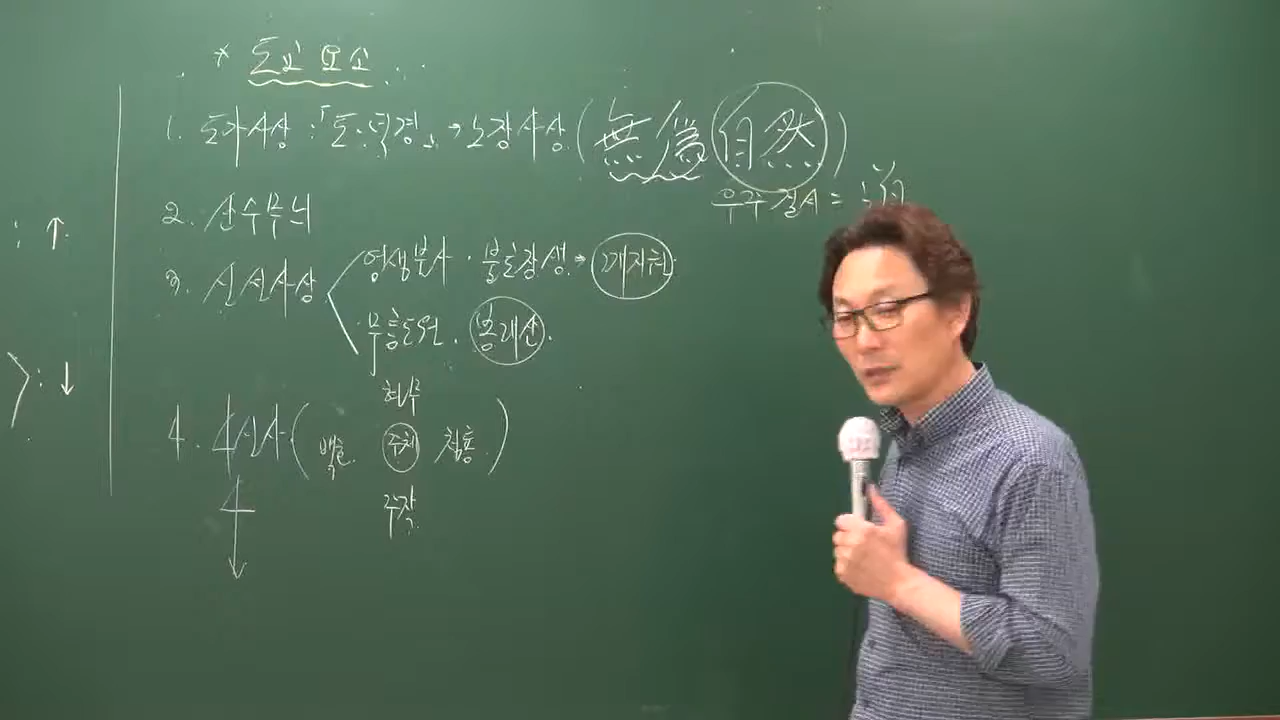 * 도교 요소
1. 도가사상 : 「도덕경」 → 노장사상 (無爲自然)
우주 질서 =
2. 산수무늬
3. 신선사상 < 영생불사 · 불로장생 →
무릉도원 . 봉래산.
: ↑
: ↓
현무
4. 사신사 ( 백호. 주체 청룡. )
주작